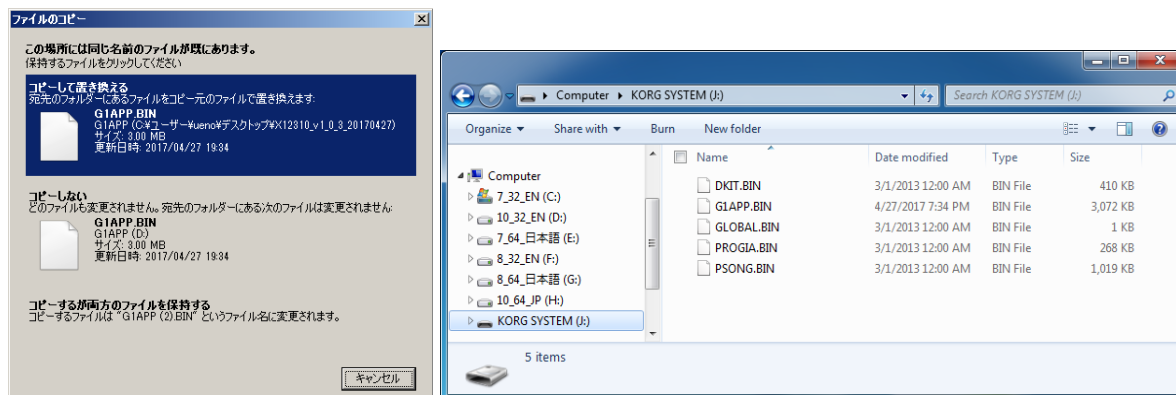 ファイルのコピー
この場所には同じ名前のファイルが既にあります。
保持するファイルをクリックしてください
コピーして置き換える
宛先のフォルダーにあるファイルをコピー元のファイルで置き換えます:
G1APP.BIN
G1APP (C:¥ユーザー¥ueno¥デスクトップ¥X12310_v1_0_3_20170427)
サイズ: 3.00 MB
更新日時: 2017/04/27 19:34
コピーしない
どのファイルも変更されません。宛先のフォルダーにある次のファイルは変更されません:
G1APP.BIN
G1APP (D:)
サイズ: 3.00 MB
更新日時: 2017/04/27 19:34
コピーするが両方のファイルを保持する
コピーするファイルは "G1APP (2).BIN" というファイル名に変更されます。
キャンセル
Computer KORG SYSTEM (J:)
Search KORG SYSTEM (J:)
Organize Share with Burn New folder
Computer
7_32_EN (C:)
10_32_EN (D:)
7_64_日本語 (E:)
8_32_EN (F:)
8_64_日本語 (G:)
10_64_JP (H:)
KORG SYSTEM (J:)
Name Date modified Type Size
DKIT.BIN 3/1/2013 12:00 AM BIN File 410 KB
G1APP.BIN 4/27/2017 7:34 PM BIN File 3,072 KB
GLOBAL.BIN 3/1/2013 12:00 AM BIN File 1 KB
PROGIA.BIN 3/1/2013 12:00 AM BIN File 268 KB
PSONG.BIN 3/1/2013 12:00 AM BIN File 1,019 KB
5 items